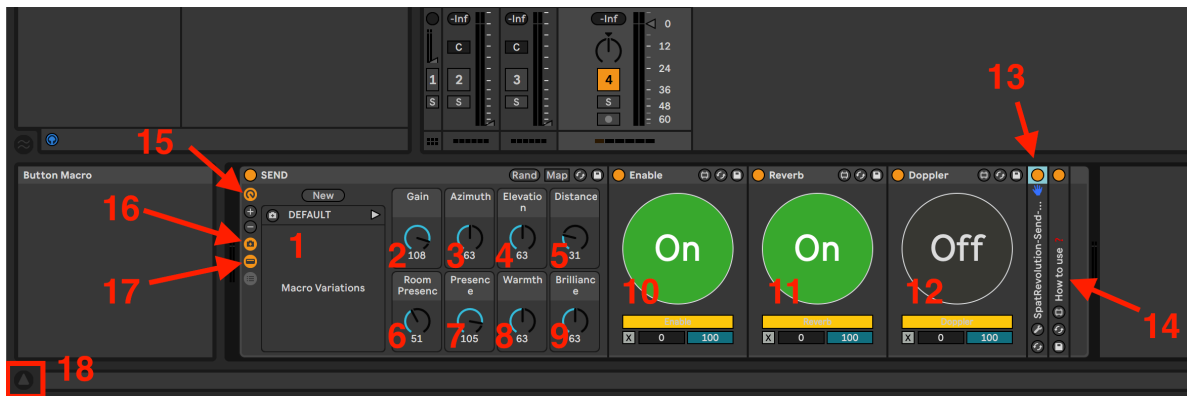 -Inf
-Inf
-Inf
0
C
C
12
24
1
2
3
4
36
S
S
S
S
48
60
13
15
16
17
18
14
Button Macro
SEND
Rand
Map
Enable
Reverb
Doppler
New
DEFAULT
Macro Variations
1
Gain
Azimuth
Elevatio
n
Distance
2
3
4
5
108
63
63
31
Room
Presenc
Presenc
e
Warmth
Brillianc
e
6
7
8
9
51
105
63
63
On
On
Off
10
11
12
Enable
Reverb
Doppler
X
0
100
X
0
100
X
0
100
SpatRevolution-Send-...
How to use ?